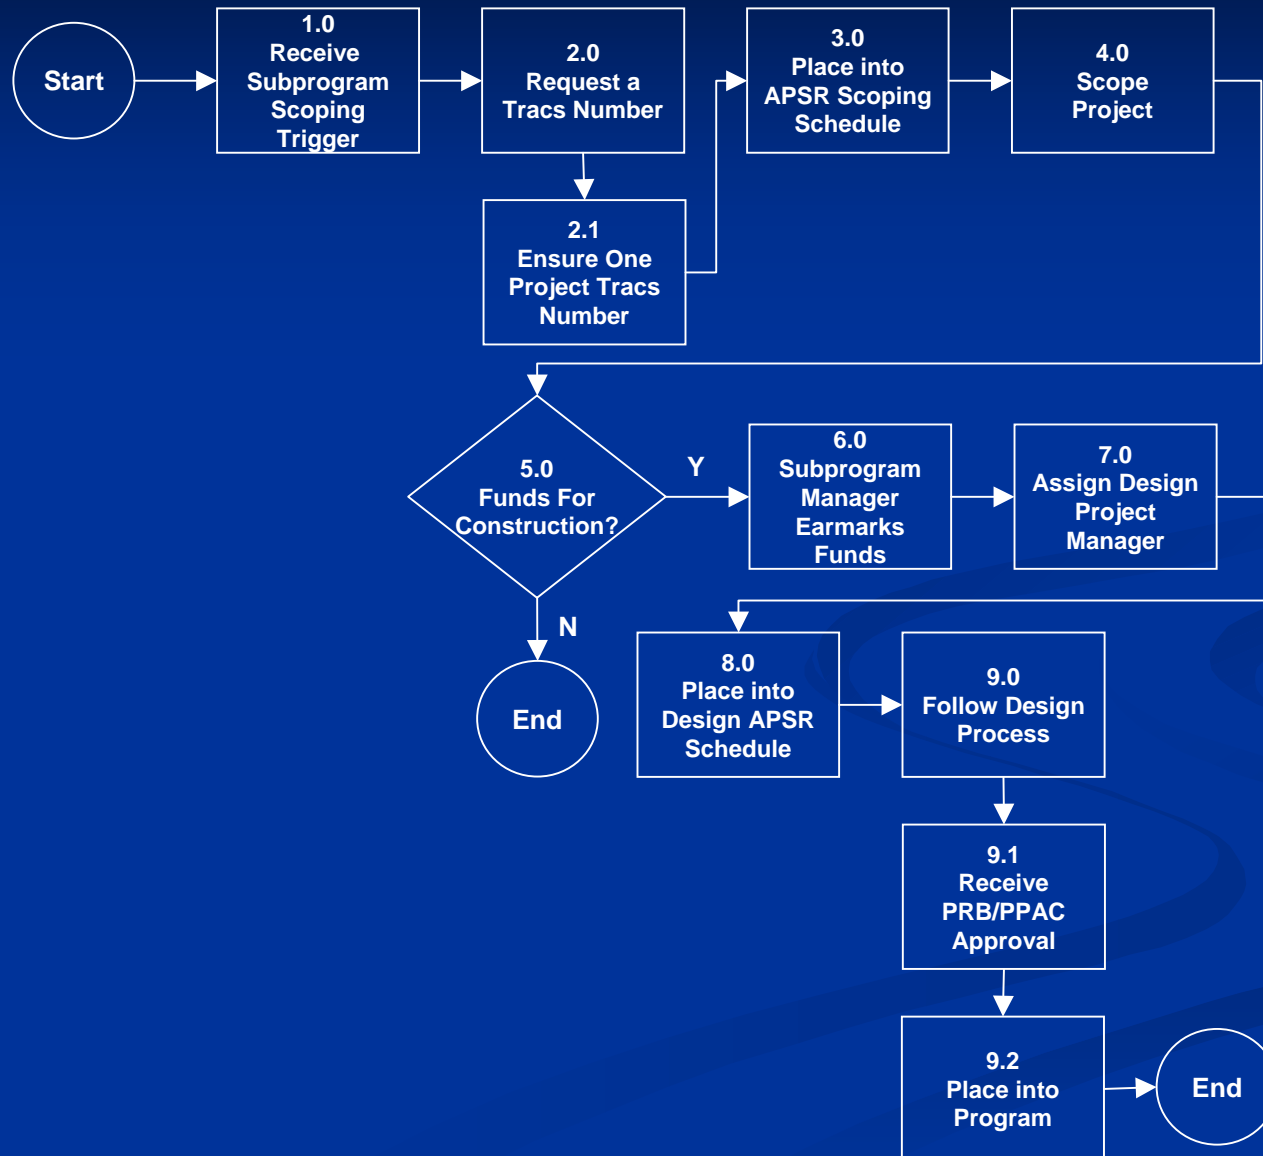 Start
1.0
Receive
Subprogram
Scoping
Trigger
2.0
Request a
Tracs Number
2.1
Ensure One
Project Tracs
Number
3.0
Place into
APSR Scoping
Schedule
4.0
Scope
Project
5.0
Funds For
Construction?
Y
N
End
6.0
Subprogram
Manager
Earmarks
Funds
7.0
Assign Design
Project
Manager
8.0
Place into
Design APSR
Schedule
9.0
Follow Design
Process
9.1
Receive
PRB/PPAC
Approval
9.2
Place into
Program
End